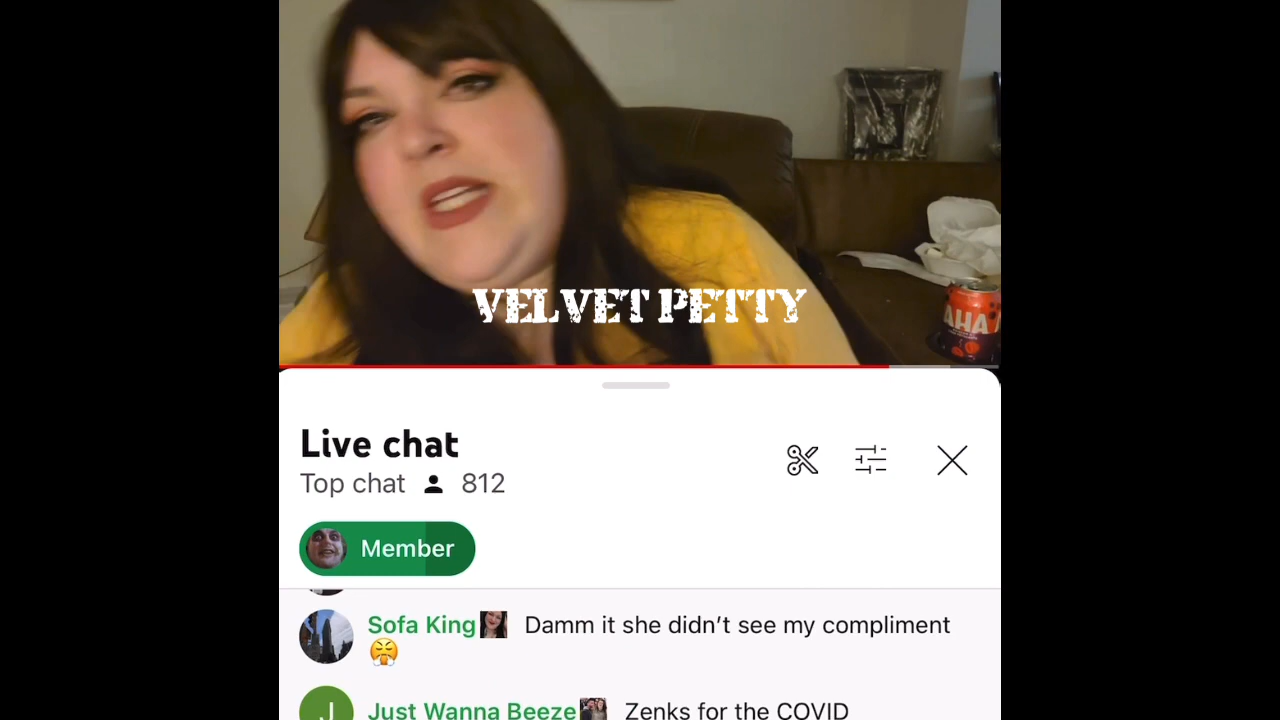 VELVET PETTY
AHA
Live chat
Top chat 812
Member
Sofa King Damm it she didn’t see my compliment
😤
J Just Wanna Beeze Zenks for the COVID